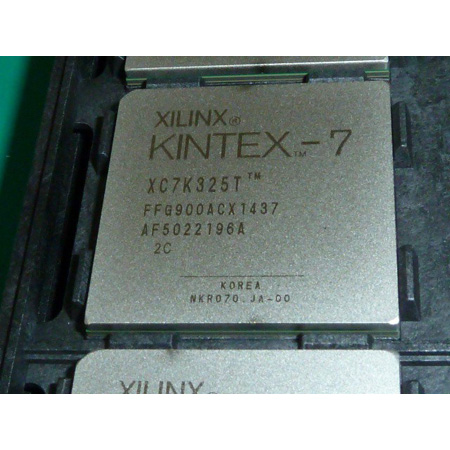 XILINX®
KINTEX™-7
XC7K325T™
FFG900ACX1437
AF5022196A
2C
KOREA
NKR070 JA-00
XILINX